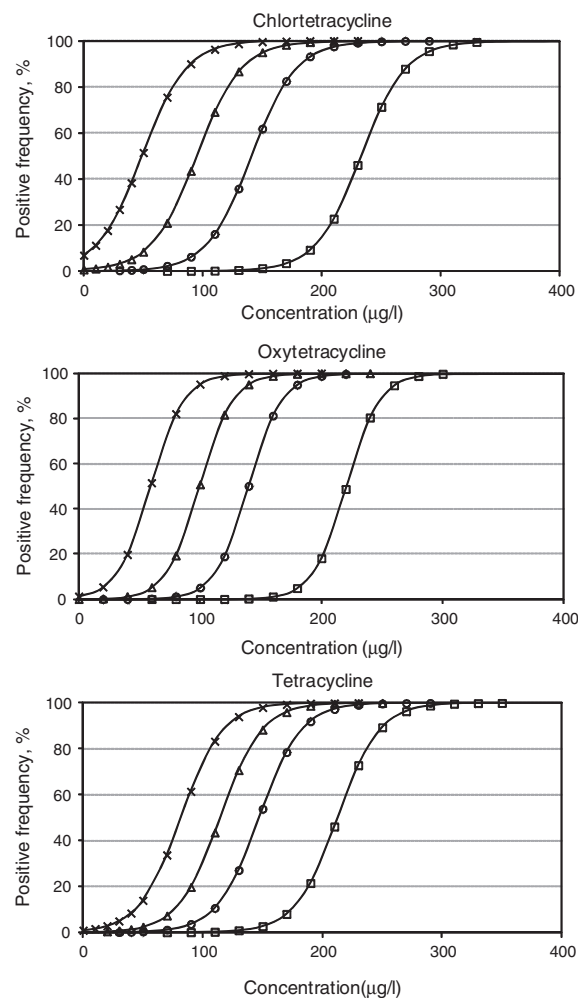 Chlortetracycline
Positive frequency, %
100
80
60
40
20
0
0 100 200 300 400
Concentration (μg/l)
Oxytetracycline
Positive frequency, %
100
80
60
40
20
0
0 100 200 300 400
Concentration (μg/l)
Tetracycline
Positive frequency, %
100
80
60
40
20
0
0 100 200 300 400
Concentration(μg/l)